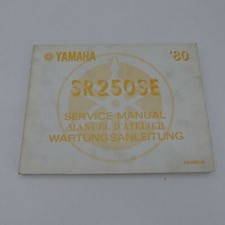 YAMAHA '80
SR250SE
SERVICE MANUAL
MANUEL D'ATELIER
WARTUNGSANLEITUNG